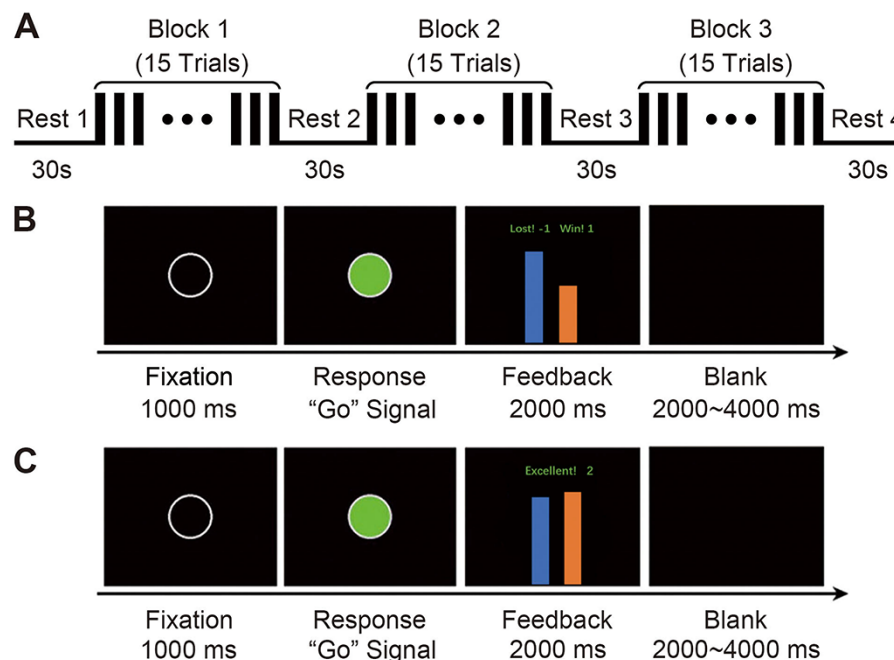 A
Block 1
(15 Trials)
Block 2
(15 Trials)
Block 3
(15 Trials)
Rest 1
Rest 2
Rest 3
Rest 4
30s
30s
30s
30s
B
Lost! -1 Win! 1
Fixation
1000 ms
Response
“Go” Signal
Feedback
2000 ms
Blank
2000~4000 ms
C
Excellent! 2
Fixation
1000 ms
Response
“Go” Signal
Feedback
2000 ms
Blank
2000~4000 ms